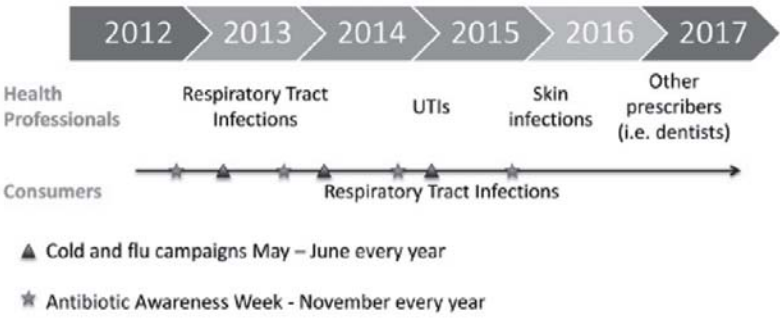 2012 2013 2014 2015 2016 2017
Health
Professionals
Respiratory Tract
Infections
UTIs
Skin
infections
Other
prescribers
(i.e. dentists)
Consumers
Respiratory Tract Infections
Cold and flu campaigns May – June every year
Antibiotic Awareness Week - November every year